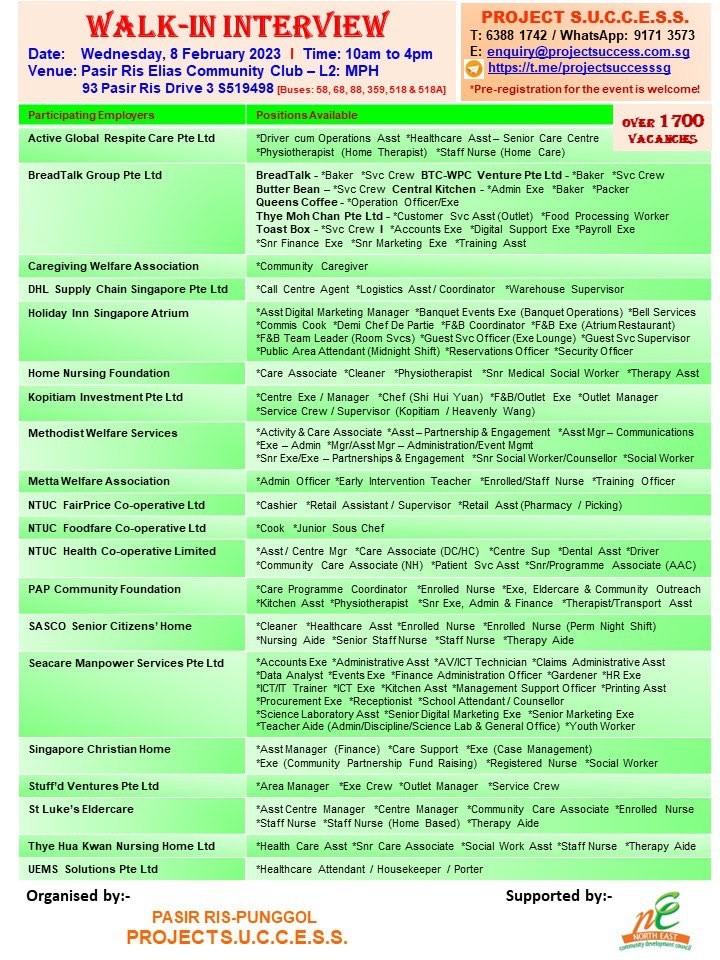 WALK-IN INTERVIEW
Date: Wednesday, 8 February 2023 I Time: 10am to 4pm
Venue: Pasir Ris Elias Community Club – L2: MPH
93 Pasir Ris Drive 3 S519498 [Buses: 58, 68, 88, 359, 518 & 518A]
PROJECT S.U.C.C.E.S.S.
T: 6388 1742 / WhatsApp: 9171 3573
E: enquiry@projectsuccess.com.sg
https://t.me/projectsuccesssg
*Pre-registration for the event is welcome!
Participating Employers Positions Available
OVER 1700
VACANCIES
Active Global Respite Care Pte Ltd *Driver cum Operations Asst *Healthcare Asst – Senior Care Centre
*Physiotherapist (Home Therapist) *Staff Nurse (Home Care)
BreadTalk Group Pte Ltd BreadTalk - *Baker *Svc Crew BTC-WPC Venture Pte Ltd - *Baker *Svc Crew
Butter Bean – *Svc Crew Central Kitchen - *Admin Exe *Baker *Packer
Queens Coffee - *Operation Officer/Exe
Thye Moh Chan Pte Ltd - *Customer Svc Asst (Outlet) *Food Processing Worker
Toast Box - *Svc Crew I *Accounts Exe *Digital Support Exe *Payroll Exe
*Snr Finance Exe *Snr Marketing Exe *Training Asst
Caregiving Welfare Association *Community Caregiver
DHL Supply Chain Singapore Pte Ltd *Call Centre Agent *Logistics Asst / Coordinator *Warehouse Supervisor
Holiday Inn Singapore Atrium *Asst Digital Marketing Manager *Banquet Events Exe (Banquet Operations) *Bell Services
*Commis Cook *Demi Chef De Partie *F&B Coordinator *F&B Exe (Atrium Restaurant)
*F&B Team Leader (Room Svcs) *Guest Svc Officer (Exe Lounge) *Guest Svc Supervisor
*Public Area Attendant (Midnight Shift) *Reservations Officer *Security Officer
Home Nursing Foundation *Care Associate *Cleaner *Physiotherapist *Snr Medical Social Worker *Therapy Asst
Kopitiam Investment Pte Ltd *Centre Exe / Manager *Chef (Shi Hui Yuan) *F&B/Outlet Exe *Outlet Manager
*Service Crew / Supervisor (Kopitiam / Heavenly Wang)
Methodist Welfare Services *Activity & Care Associate *Asst – Partnership & Engagement *Asst Mgr – Communications
*Exe – Admin *Mgr/Asst Mgr – Administration/Event Mgmt
*Snr Exe/Exe – Partnerships & Engagement *Snr Social Worker/Counsellor *Social Worker
Metta Welfare Association *Admin Officer *Early Intervention Teacher *Enrolled/Staff Nurse *Training Officer
NTUC FairPrice Co-operative Ltd *Cashier *Retail Assistant / Supervisor *Retail Asst (Pharmacy / Picking)
NTUC Foodfare Co-operative Ltd *Cook *Junior Sous Chef
NTUC Health Co-operative Limited *Asst / Centre Mgr *Care Associate (DC/HC) *Centre Sup *Dental Asst *Driver
*Community Care Associate (NH) *Patient Svc Asst *Snr/Programme Associate (AAC)
PAP Community Foundation *Care Programme Coordinator *Enrolled Nurse *Exe, Eldercare & Community Outreach
*Kitchen Asst *Physiotherapist *Snr Exe, Admin & Finance *Therapist/Transport Asst
SASCO Senior Citizens' Home *Cleaner *Healthcare Asst *Enrolled Nurse *Enrolled Nurse (Perm Night Shift)
*Nursing Aide *Senior Staff Nurse *Staff Nurse *Therapy Aide
Seacare Manpower Services Pte Ltd *Accounts Exe *Administrative Asst *AV/ICT Technician *Claims Administrative Asst
*Data Analyst *Events Exe *Finance Administration Officer *Gardener *HR Exe
*ICT/IT Trainer *ICT Exe *Kitchen Asst *Management Support Officer *Printing Asst
*Procurement Exe *Receptionist *School Attendant / Counsellor
*Science Laboratory Asst *Senior Digital Marketing Exe *Senior Marketing Exe
*Teacher Aide (Admin/Discipline/Science Lab & General Office) *Youth Worker
Singapore Christian Home *Asst Manager (Finance) *Care Support *Exe (Case Management)
*Exe (Community Partnership Fund Raising) *Registered Nurse *Social Worker
Stuff'd Ventures Pte Ltd *Area Manager *Exe Crew *Outlet Manager *Service Crew
St Luke's Eldercare *Asst Centre Manager *Centre Manager *Community Care Associate *Enrolled Nurse
*Staff Nurse *Staff Nurse (Home Based) *Therapy Aide
Thye Hua Kwan Nursing Home Ltd *Health Care Asst *Snr Care Associate *Social Work Asst *Staff Nurse *Therapy Aide
UEMS Solutions Pte Ltd *Healthcare Attendant / Housekeeper / Porter
Organised by:- Supported by:-
PASIR RIS-PUNGGOL
PROJECT S.U.C.C.E.S.S.
ne
NORTH EAST
community development council